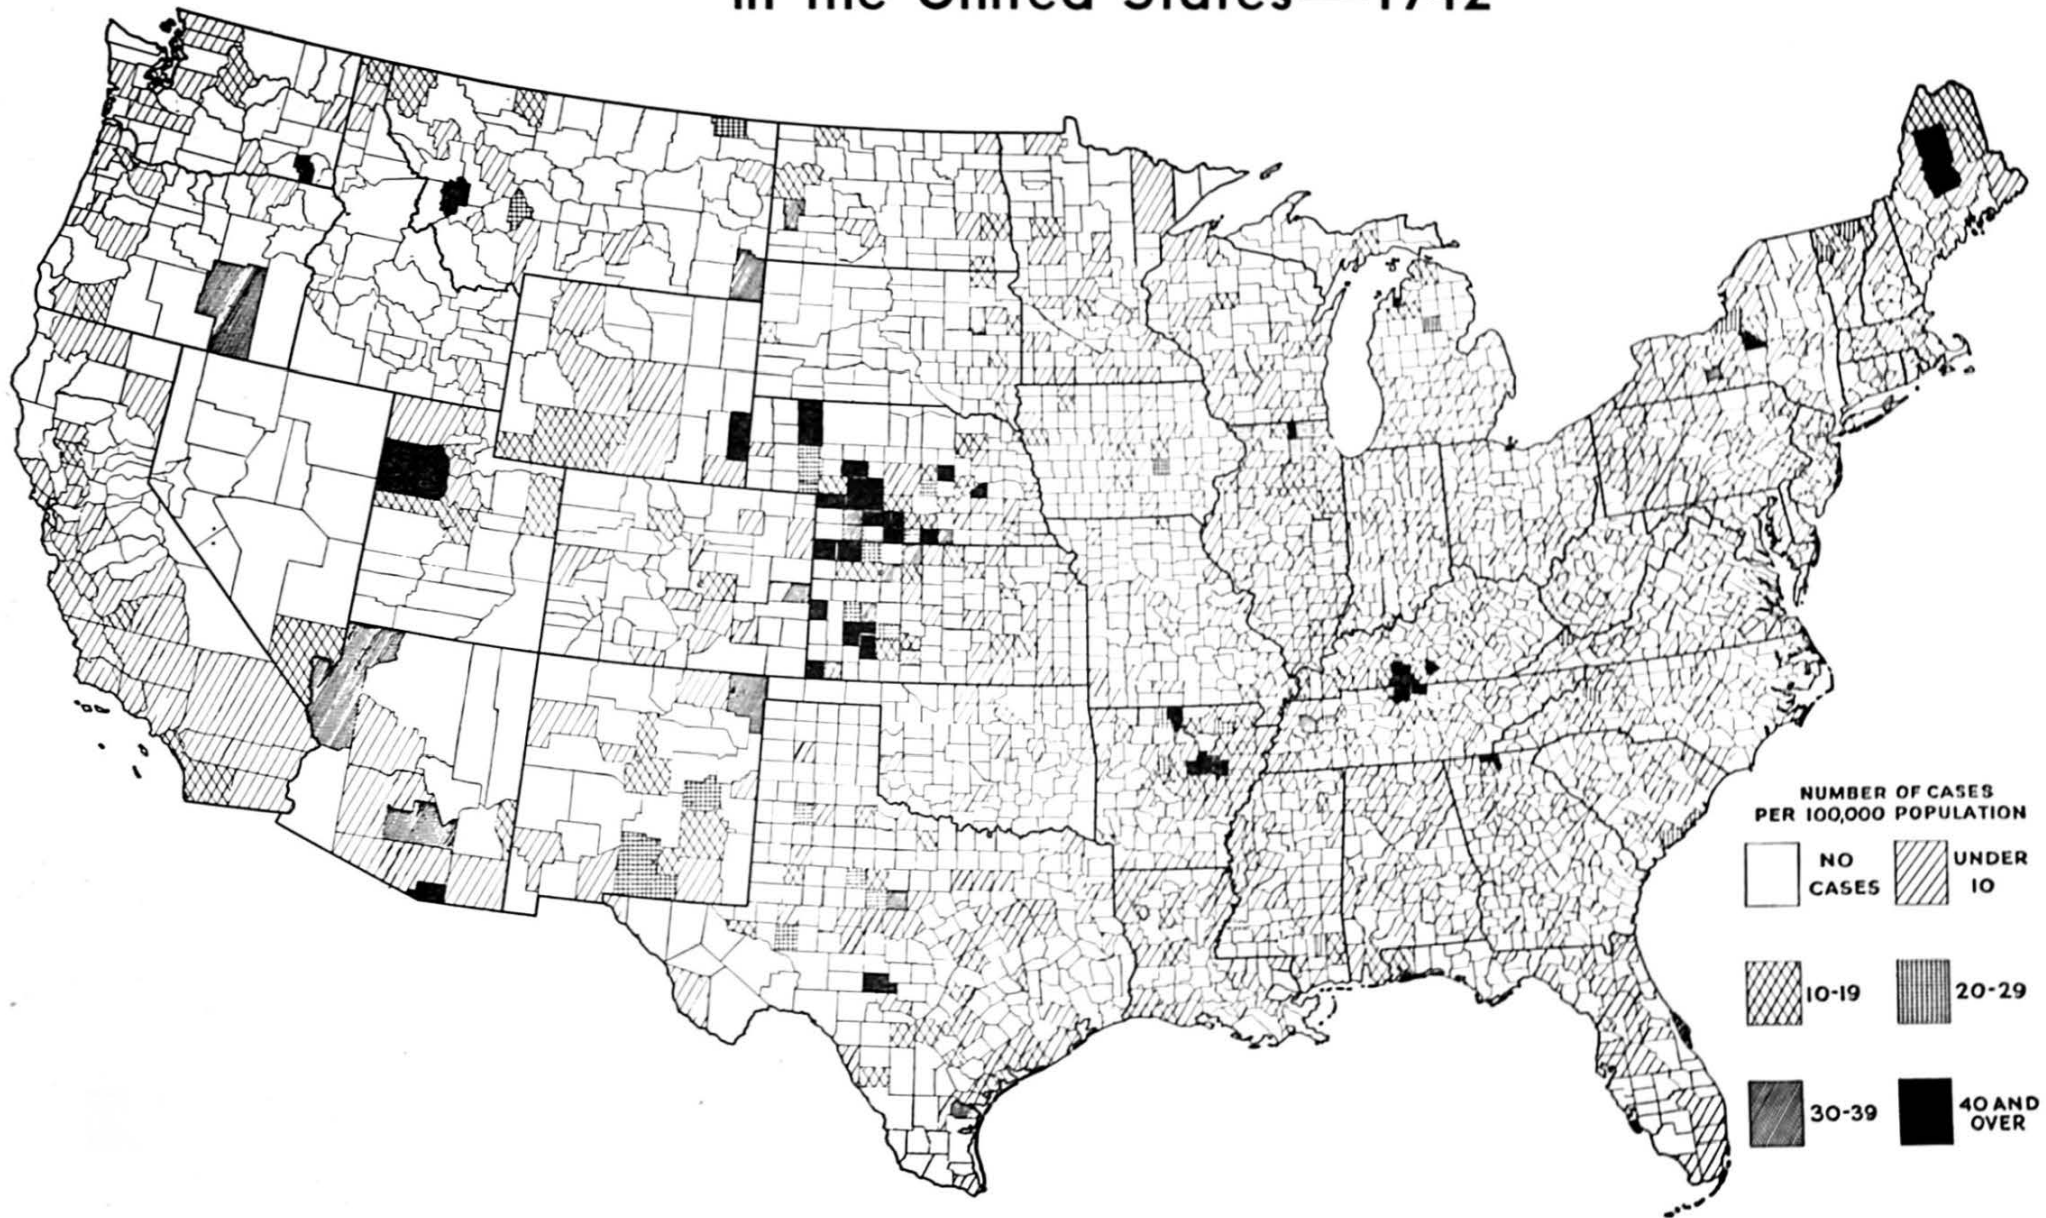 in the United States—1942
NUMBER OF CASES
PER 100,000 POPULATION
NO
CASES
UNDER
10
10-19
20-29
30-39
40 AND
OVER